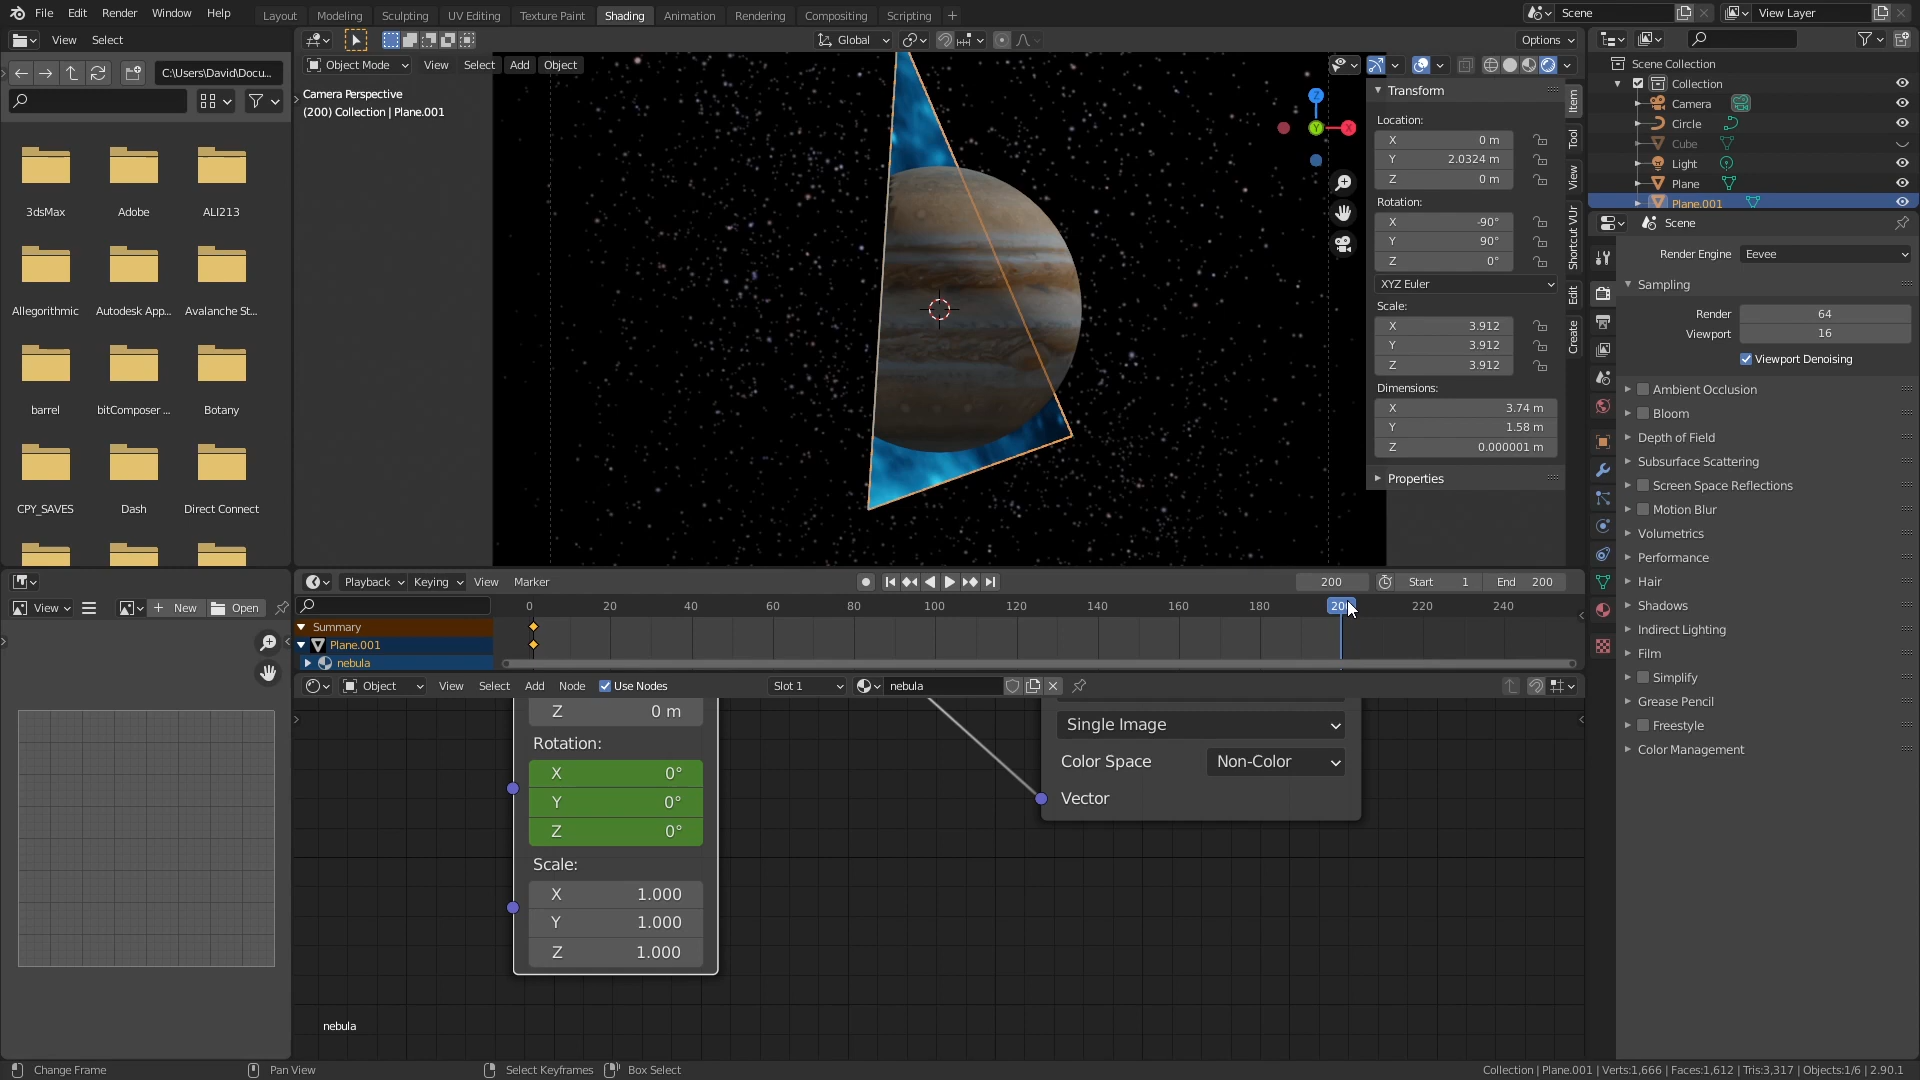 File Edit Render Window Help
Layout Modeling Sculpting UV Editing Texture Paint Shading Animation Rendering Compositing Scripting +
Scene
View Layer
View Select
C:\Users\David\Docu...
3dsMax Adobe ALI213
Allegorithmic Autodesk App... Avalanche St...
barrel bitComposer ... Botany
CPY_SAVES Dash Direct Connect
Global
Options
Object Mode View Select Add Object
Camera Perspective
(200) Collection | Plane.001
Z
Y
X
Transform
Location:
X 0 m
Y 2.0324 m
Z 0 m
Rotation:
X -90°
Y 90°
Z 0°
XYZ Euler
Scale:
X 3.912
Y 3.912
Z 3.912
Dimensions:
X 3.74 m
Y 1.58 m
Z 0.000001 m
Properties
Item
Tool
View
Shortcut VUr
Edit
Create
Scene Collection
Collection
Camera
Circle
Cube
Light
Plane
Plane.001
Scene
Render Engine Eevee
Sampling
Render 64
Viewport 16
Viewport Denoising
Ambient Occlusion
Bloom
Depth of Field
Subsurface Scattering
Screen Space Reflections
Motion Blur
Volumetrics
Performance
Hair
Shadows
Indirect Lighting
Film
Simplify
Grease Pencil
Freestyle
Color Management
Playback Keying View Marker
200 Start 1 End 200
0 20 40 60 80 100 120 140 160 180 200 220 240
Summary
Plane.001
nebula
View New Open
Object View Select Add Node Use Nodes Slot 1 nebula
Z 0 m
Rotation:
X 0°
Y 0°
Z 0°
Scale:
X 1.000
Y 1.000
Z 1.000
Single Image
Color Space Non-Color
Vector
nebula
Change Frame Pan View Select Keyframes Box Select
Collection | Plane.001 | Verts:1,666 | Faces:1,612 | Tris:3,317 | Objects:1/6 | 2.90.1